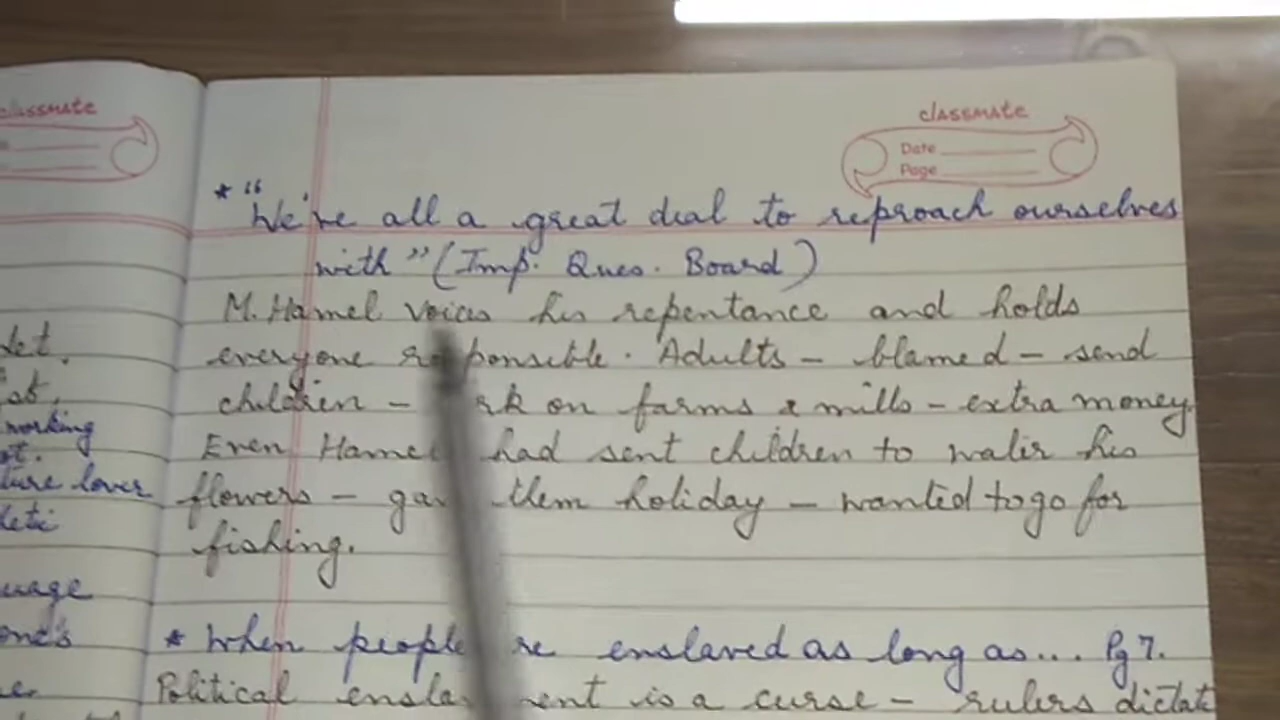 classmate
classmate
Date
Page
* "We're all a great deal to reproach ourselves
with" (Imp. Ques. Board)
M. Hamel voices his repentance and holds
everyone responsible. Adults - blamed - send
children - on farms & mills - extra money.
Even Hamel had sent children to water his
flowers - gave them holiday - wanted to go for
fishing.
working
lover
* When people are enslaved as long as... Pg 7.
Political enslavement is a curse - rulers